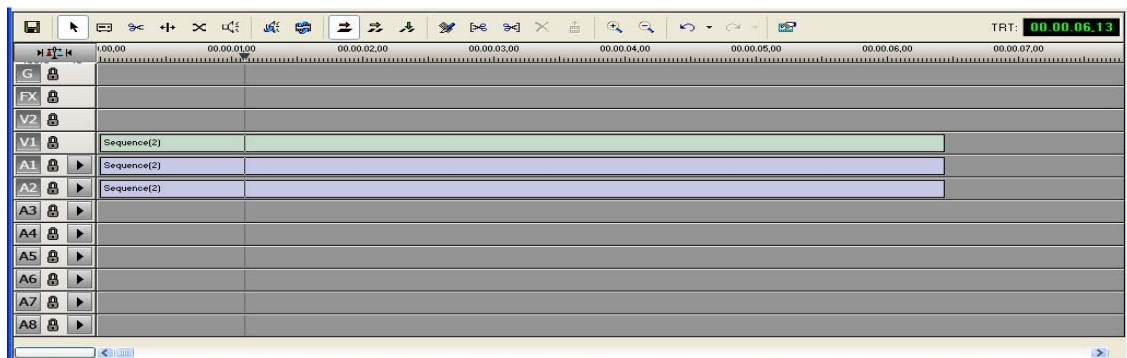 TRT: 00.00.06,13
:00,00 00.00.01,00 00.00.02,00 00.00.03,00 00.00.04,00 00.00.05,00 00.00.06,00 00.00.07,00
G
FX
V2
V1 Sequence(2)
A1 Sequence(2)
A2 Sequence(2)
A3
A4
A5
A6
A7
A8